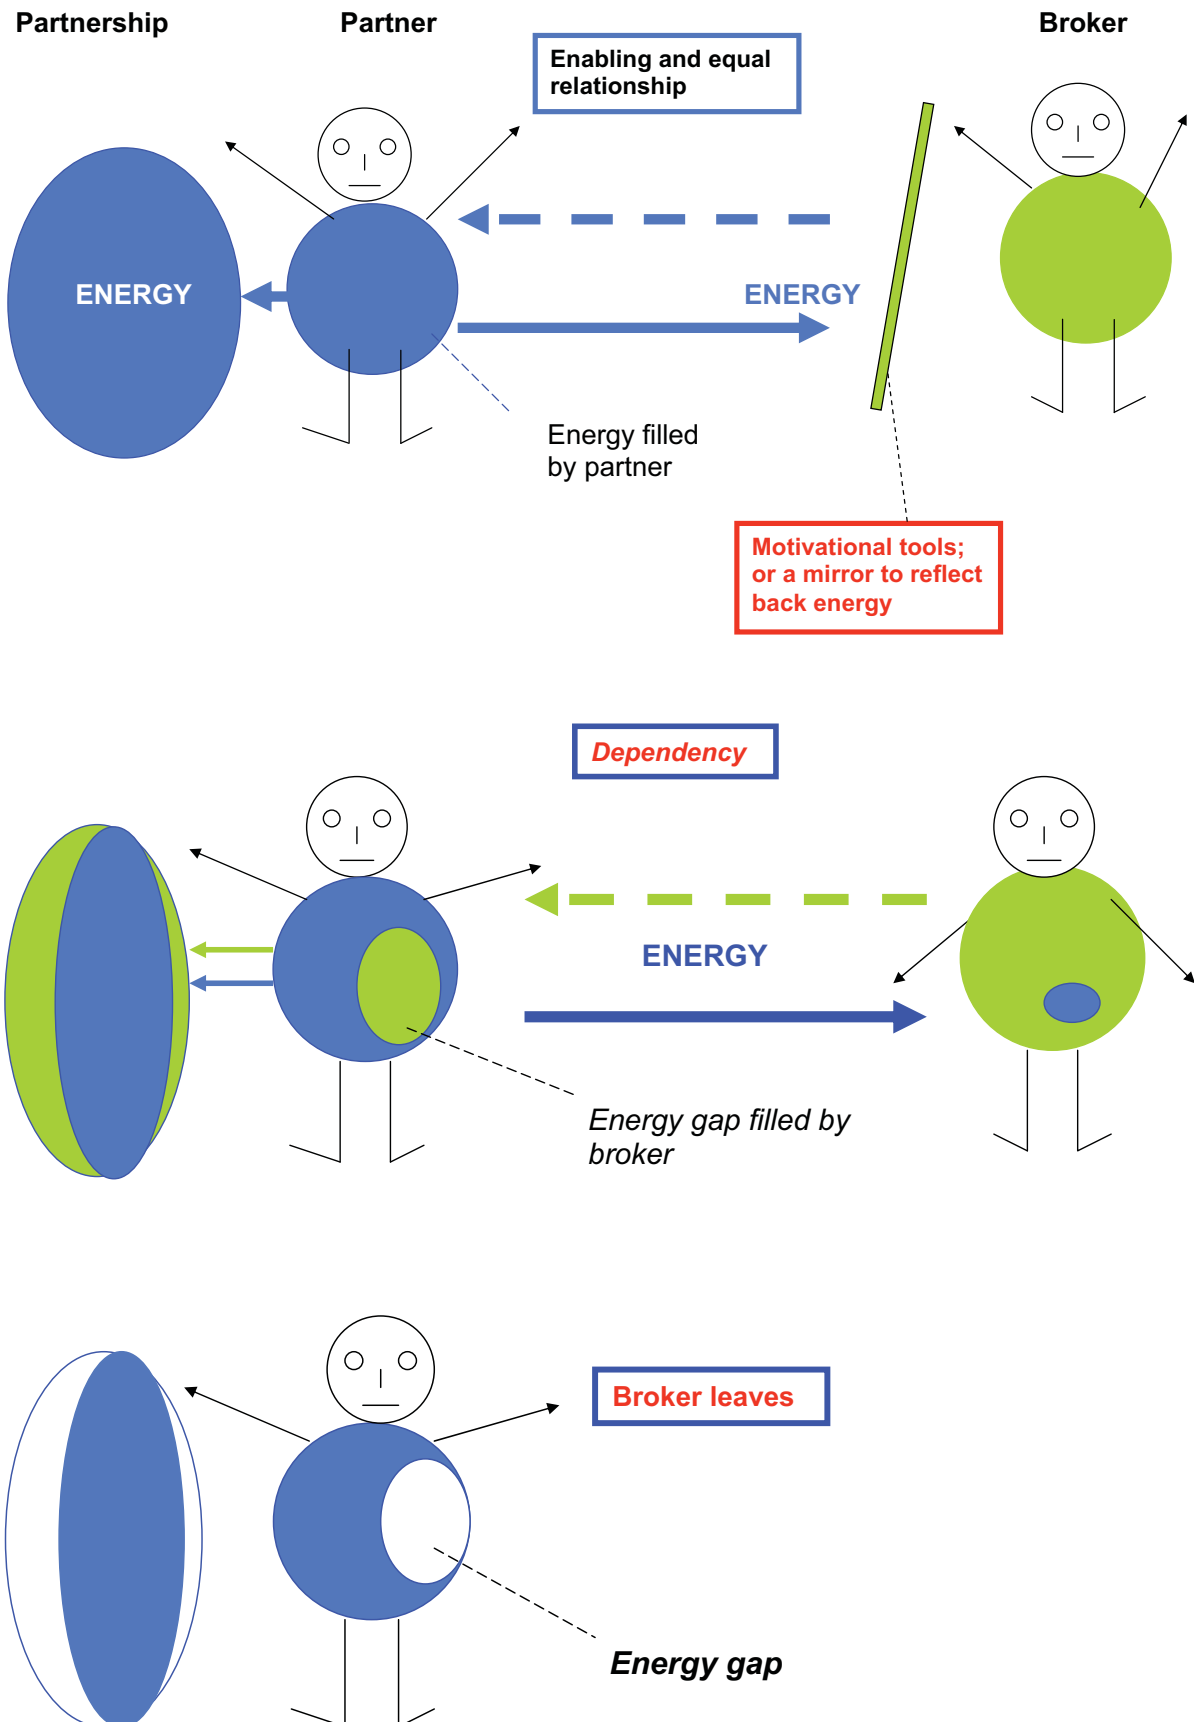 Partnership
Partner
Broker
Enabling and equal
relationship
ENERGY
ENERGY
Energy filled
by partner
Motivational tools;
or a mirror to reflect
back energy
Dependency
ENERGY
Energy gap filled by
broker
Broker leaves
Energy gap